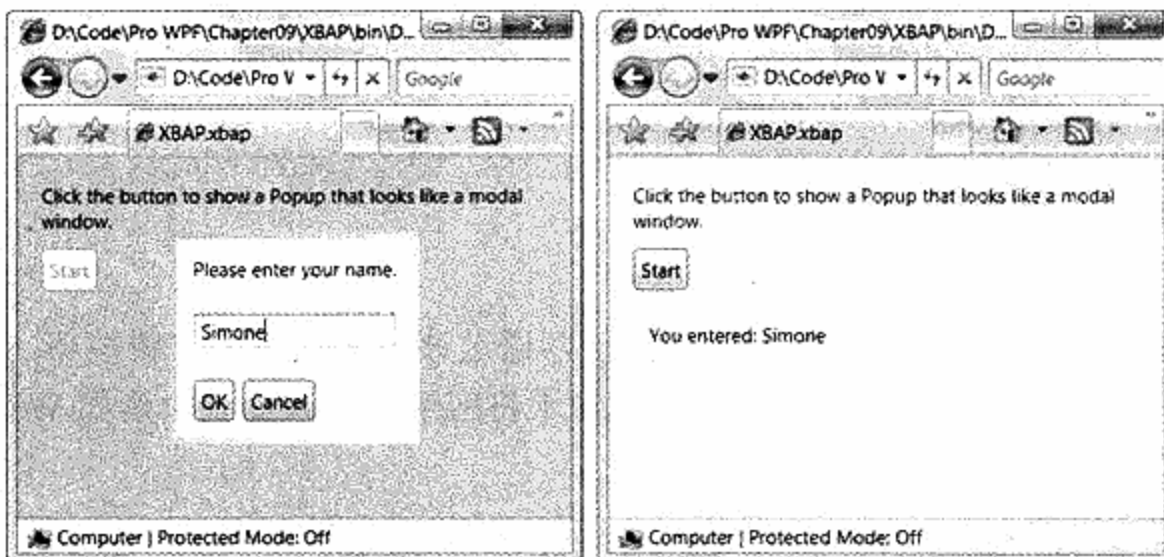 D:\Code\Pro WPF\Chapter09\XBAP\bin\D...
D:\Code\Pro V
Google
XBAP.xbap
Click the button to show a Popup that looks like a modal
window.
Start
Please enter your name.
Simone
OK Cancel
Computer | Protected Mode: Off
D:\Code\Pro WPF\Chapter09\XBAP\bin\D...
D:\Code\Pro V
Google
XBAP.xbap
Click the button to show a Popup that looks like a modal
window.
Start
You entered: Simone
Computer | Protected Mode: Off